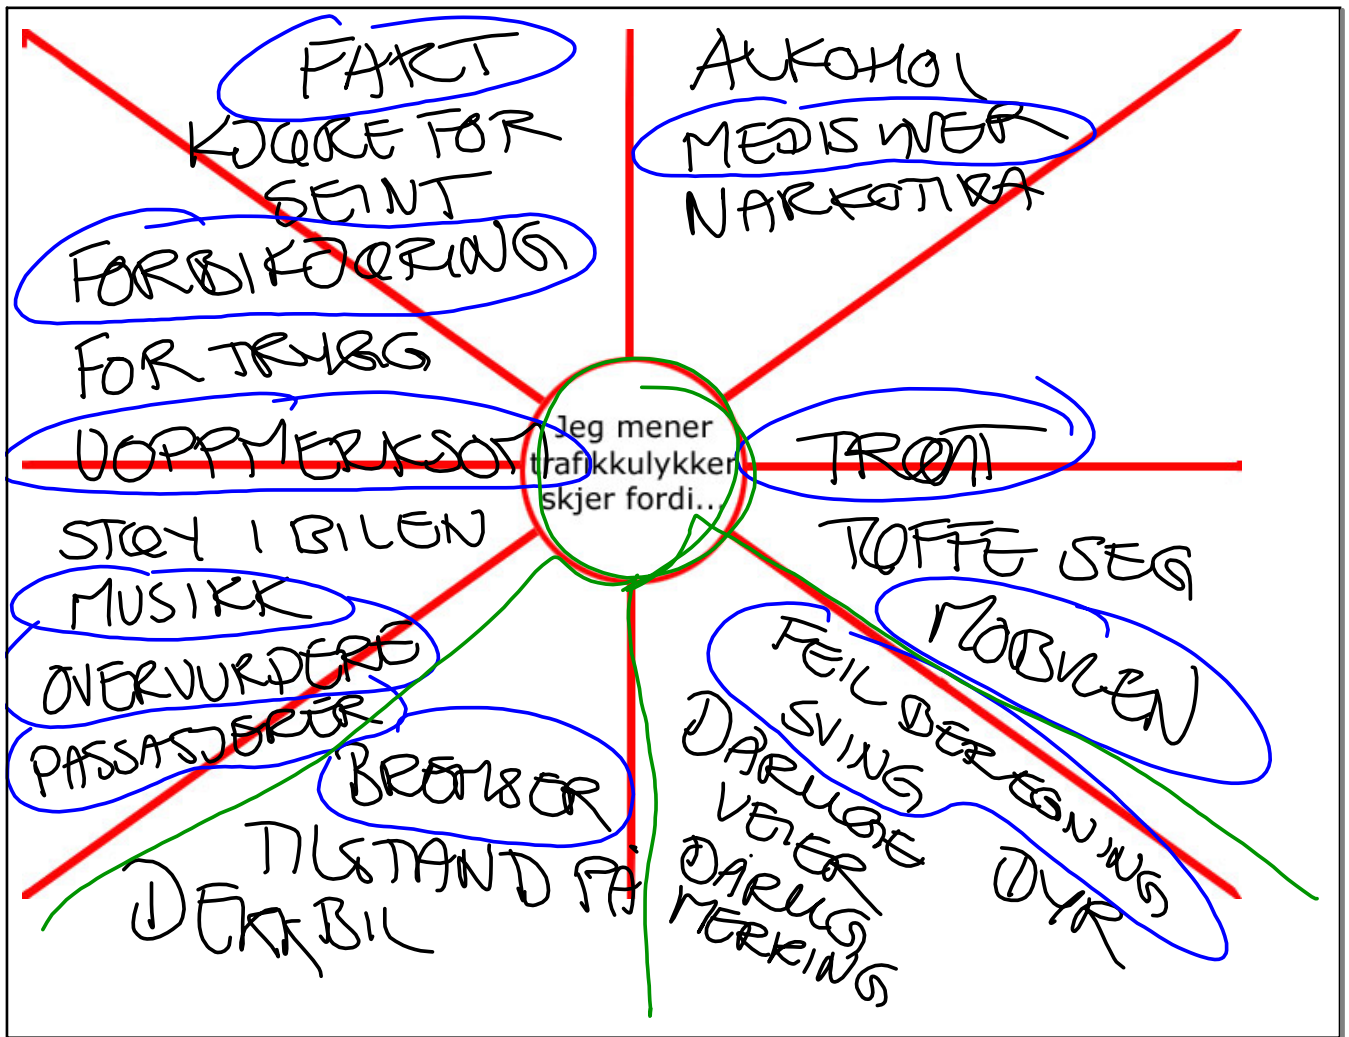 FART
KJØRE FOR
SEINT
FORBIKJØRING
FOR TRYGG
UOPPMERKSOM
STØY I BILEN
MUSIKK
OVERVURDERE
PASSASJERER
BREMSER
TILSTAND PÅ
DEKK BIL
Jeg mener
trafikkulykker
skjer fordi...
ALKOHOL
MEDISINER
NARKOTIKA
TRØTT
TØFFE SEG
MOBILEN
FEIL BEREGNING
SVING
DÅRLIGE
VEIER
DÅRLIG
MERKING
DYR